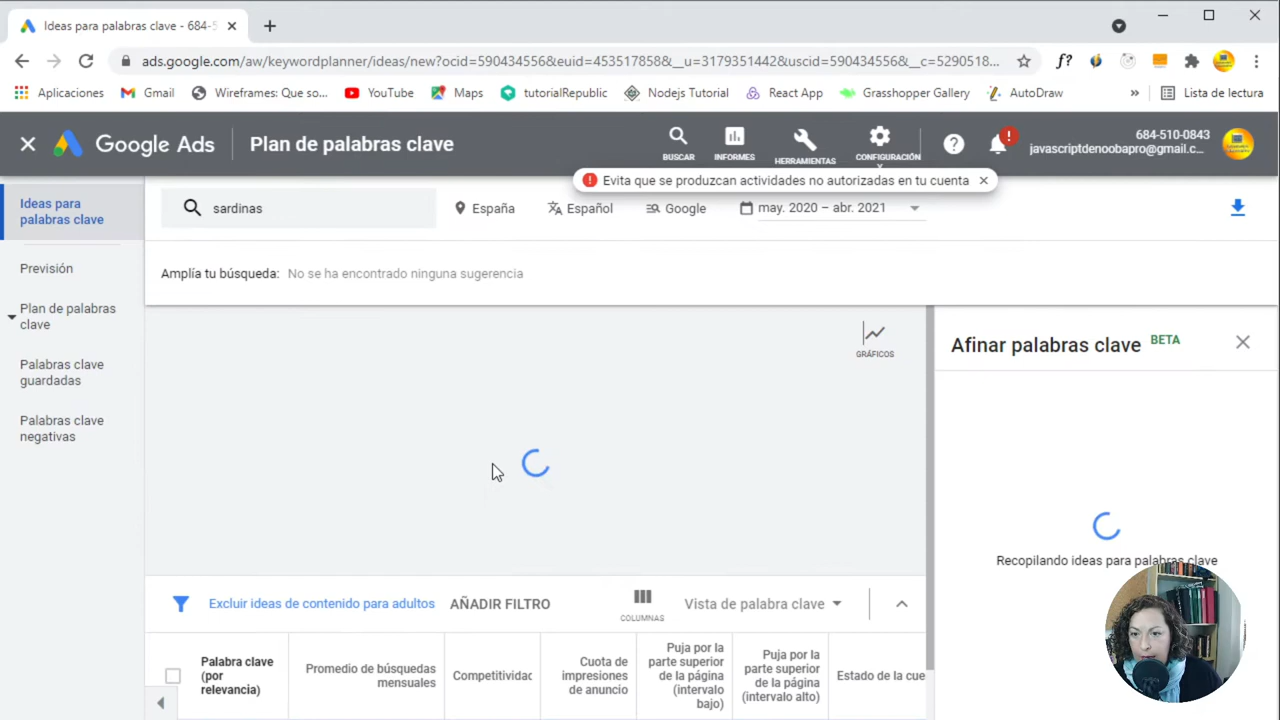 Ideas para palabras clave - 684-5
ads.google.com/aw/keywordplanner/ideas/new?ocid=590434556&euid=453517858&__u=3179351442&uscid=590434556&__c=5290518...
f?
Aplicaciones Gmail Wireframes: Que so... YouTube Maps tutorialRepublic Nodejs Tutorial React App Grasshopper Gallery AutoDraw » Lista de lectura
Google Ads Plan de palabras clave
BUSCAR INFORMES HERRAMIENTAS CONFIGURACIÓN
684-510-0843
javascriptdenoobapro@gmail.c...
Evita que se produzcan actividades no autorizadas en tu cuenta
Ideas para
palabras clave
Previsión
Plan de palabras
clave
Palabras clave
guardadas
Palabras clave
negativas
sardinas España Español Google may. 2020 – abr. 2021
Amplía tu búsqueda: No se ha encontrado ninguna sugerencia
GRÁFICOS
Afinar palabras clave BETA
Recopilando ideas para palabras clave
Excluir ideas de contenido para adultos AÑADIR FILTRO
COLUMNAS
Vista de palabra clave
Palabra clave
(por
relevancia)
Promedio de búsquedas
mensuales
Competitividad
Cuota de
impresiones
de anuncio
Puja por la
parte superior
de la página
(intervalo
bajo)
Puja por la
parte superior
de la página
(intervalo alto)
Estado de la cue